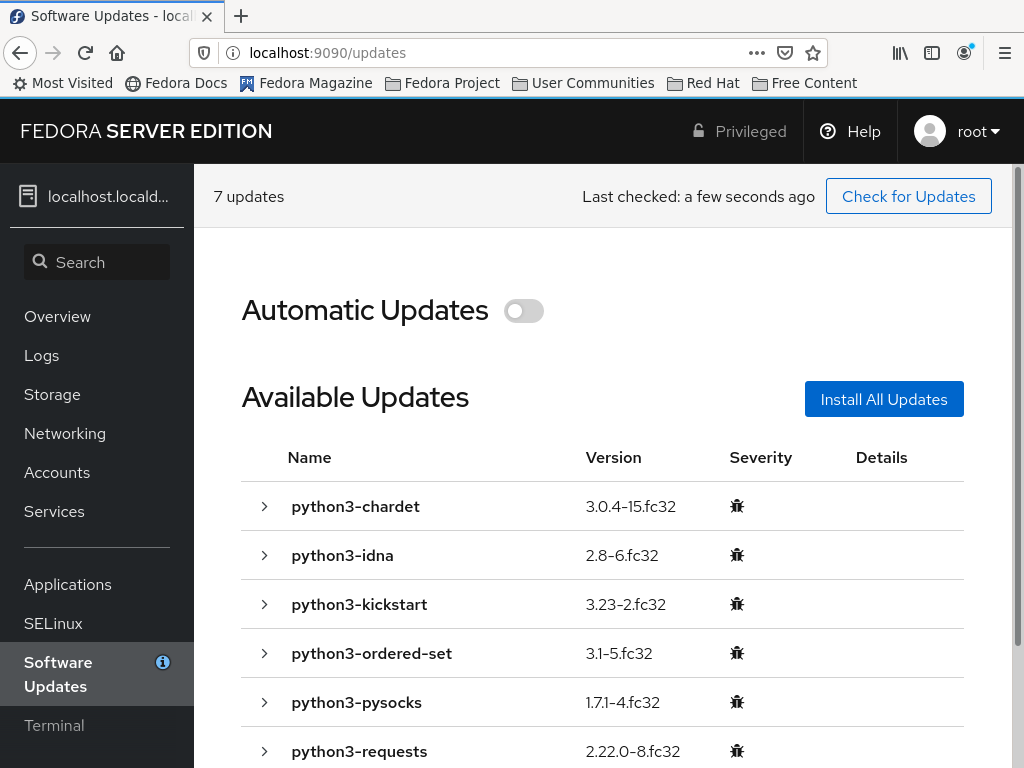 Software Updates - local
localhost:9090/updates
Most Visited Fedora Docs Fedora Magazine Fedora Project User Communities Red Hat Free Content
FEDORA SERVER EDITION
Privileged
Help
root
localhost.locald...
Search
Overview
Logs
Storage
Networking
Accounts
Services
Applications
SELinux
Software
Updates
Terminal
7 updates
Last checked: a few seconds ago
Check for Updates
Automatic Updates
Available Updates
Install All Updates
Name Version Severity Details
python3-chardet 3.0.4-15.fc32
python3-idna 2.8-6.fc32
python3-kickstart 3.23-2.fc32
python3-ordered-set 3.1-5.fc32
python3-pysocks 1.7.1-4.fc32
python3-requests 2.22.0-8.fc32